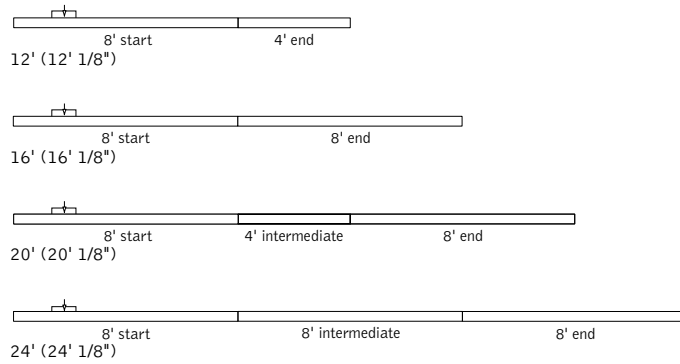 8' start 4' end
12' (12' 1/8")
8' start 8' end
16' (16' 1/8")
8' start 4' intermediate 8' end
20' (20' 1/8")
8' start 8' intermediate 8' end
24' (24' 1/8")